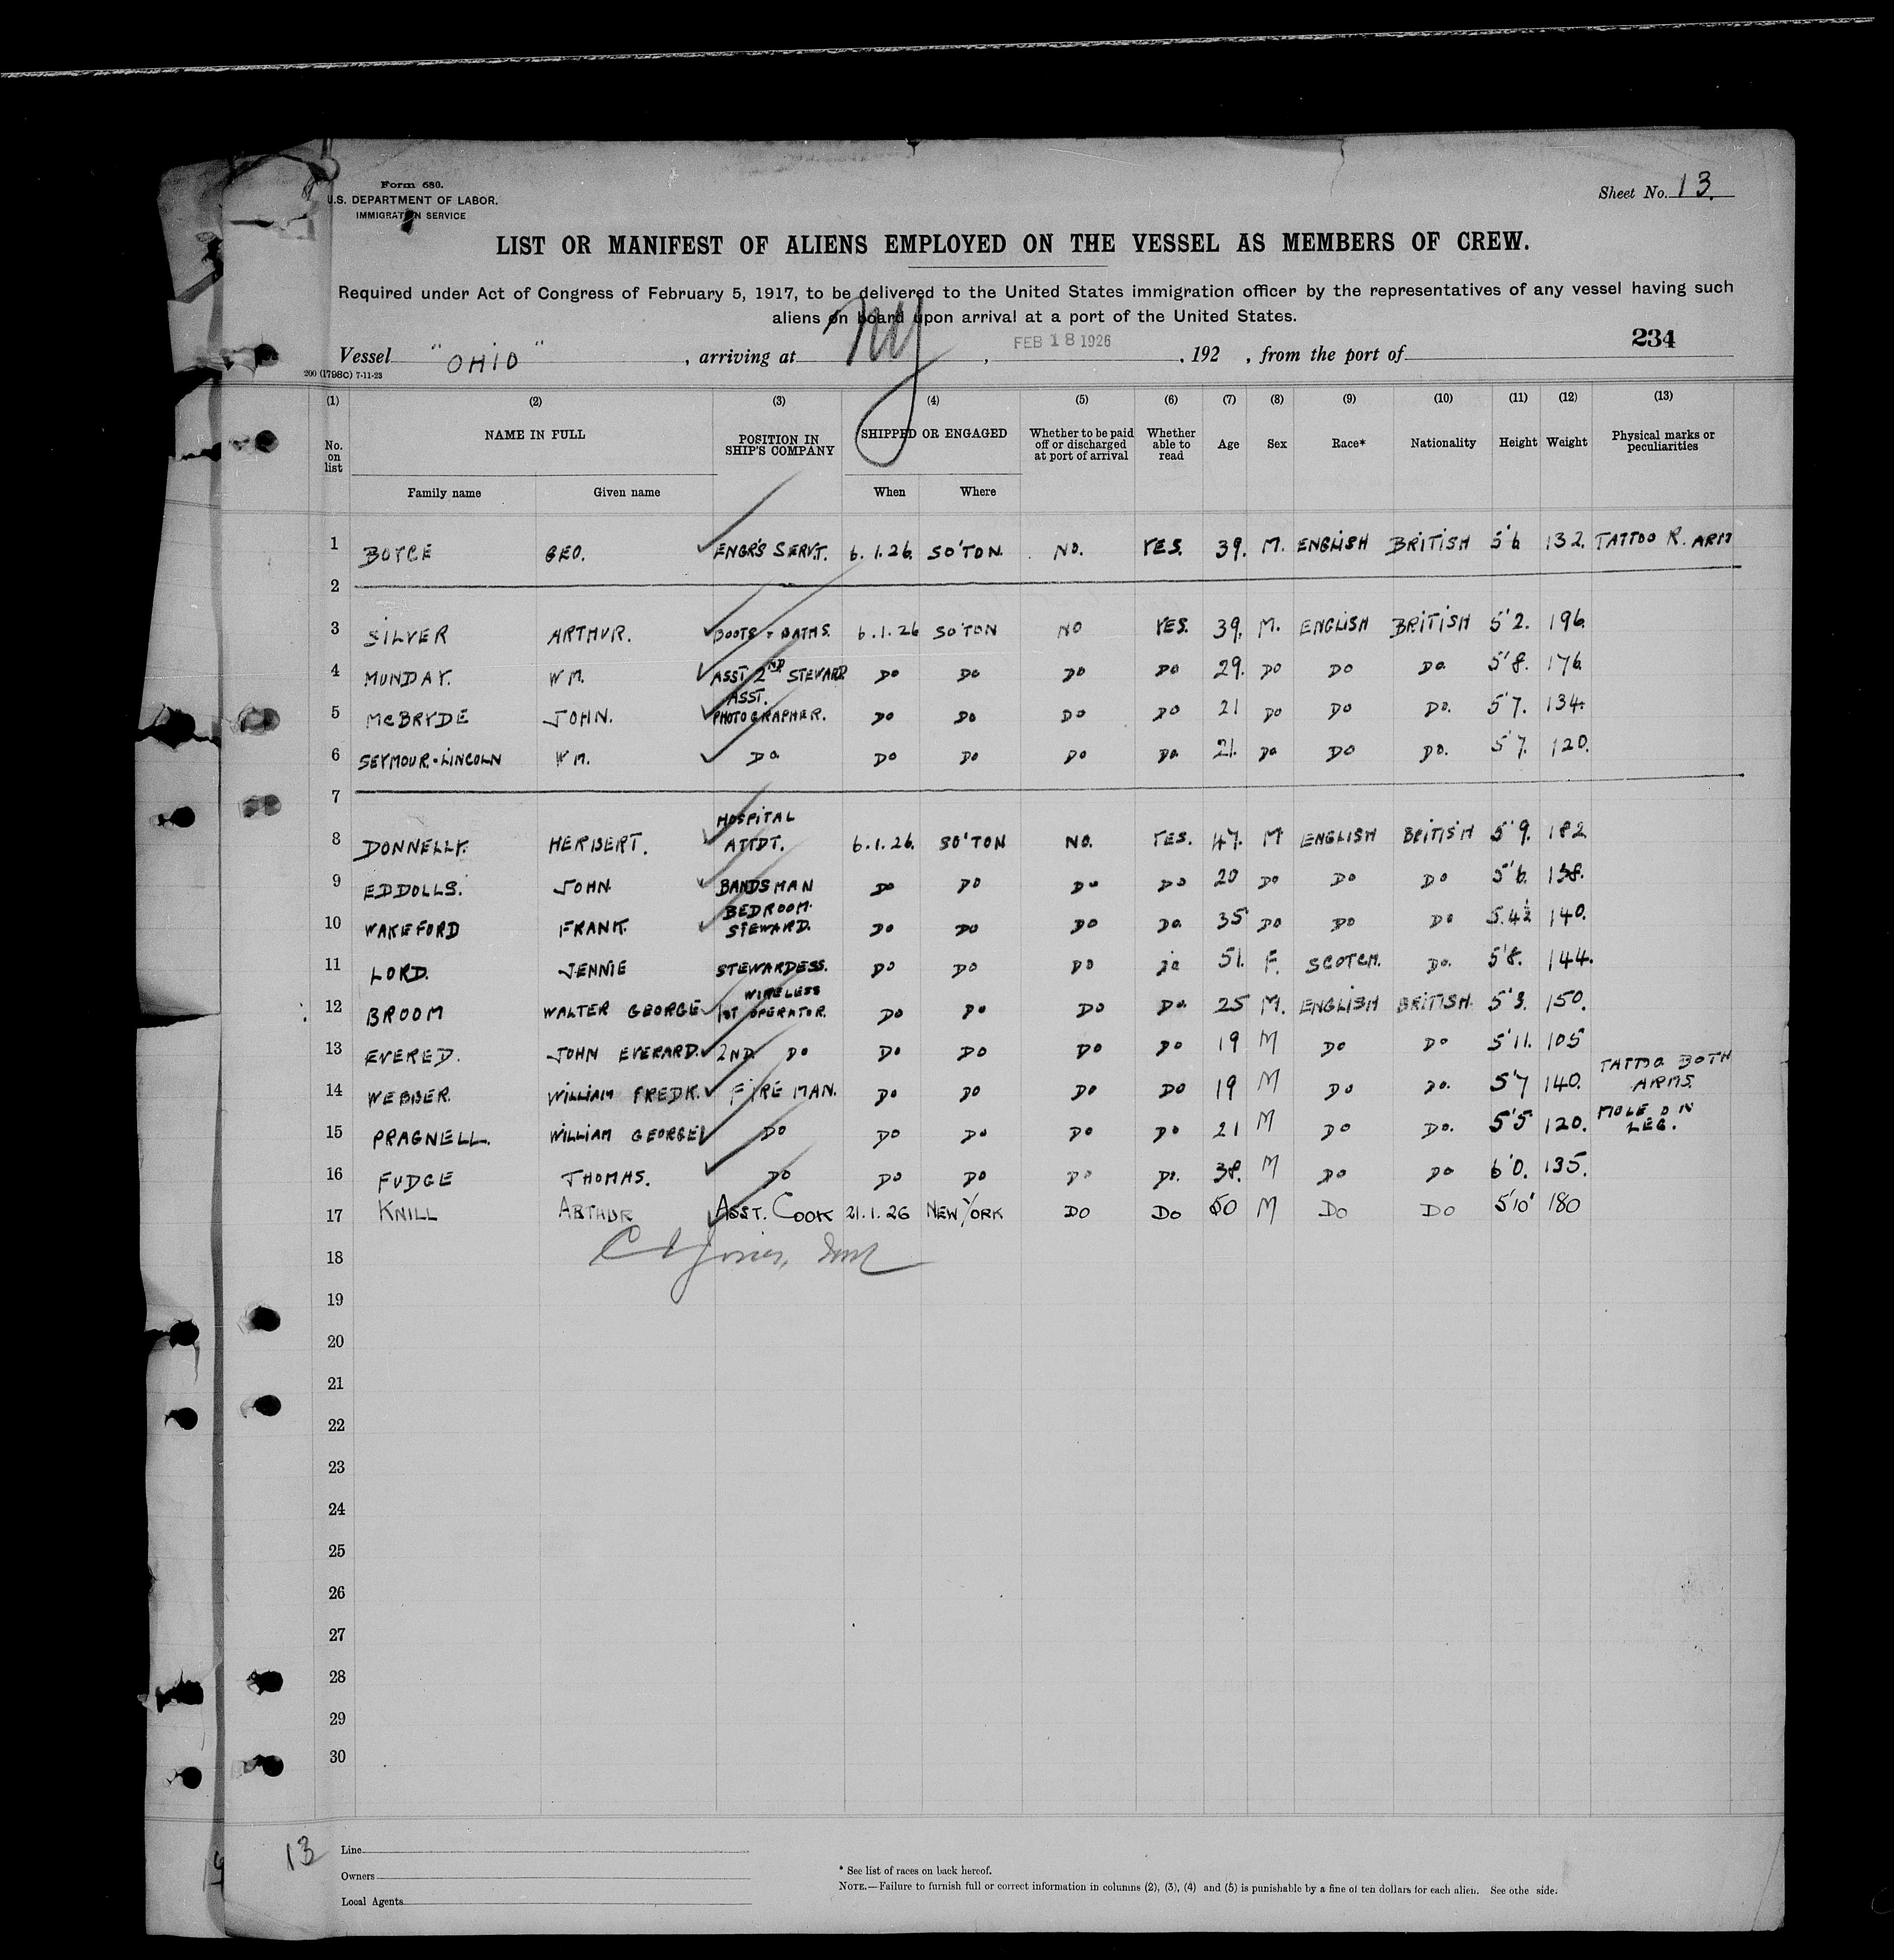 Form 680.
U.S. DEPARTMENT OF LABOR.
IMMIGRATION SERVICE
Sheet No. 13.
LIST OR MANIFEST OF ALIENS EMPLOYED ON THE VESSEL AS MEMBERS OF CREW.
Required under Act of Congress of February 5, 1917, to be delivered to the United States immigration officer by the representatives of any vessel having such
aliens on board upon arrival at a port of the United States.
234
Vessel "OHIO", arriving at NY, FEB 18 1926, 192 , from the port of
200 (1798C) 7-11-23
(1) (2) (3) (4) (5) (6) (7) (8) (9) (10) (11) (12) (13)
No. on list NAME IN FULL POSITION IN SHIP'S COMPANY SHIPPED OR ENGAGED Whether to be paid off or discharged at port of arrival Whether able to read Age Sex Race* Nationality Height Weight Physical marks or peculiarities
Family name Given name When Where
1 BOYCE GEO. ENGR'S SERVT. 6.1.26. SO'TON. NO. YES. 39. M. ENGLISH BRITISH 5'6 132. TATTOO R. ARM
2
3 SILVER ARTHUR. BOOTS + BATHS. 6.1.26 SO'TON NO YES. 39. M. ENGLISH BRITISH 5'2. 196.
4 MUNDAY. WM. ASST 2ND STEWARD DO DO DO DO 29. DO DO DO. 5'8. 176
5 McBRYDE JOHN. ASST. PHOTOGRAPHER. DO DO DO DO 21 DO DO DO. 5'7. 134.
6 SEYMOUR-LINCOLN WM. DO DO DO DO DO. 21. DO DO DO. 5'7. 120.
7
8 DONNELLY. HERBERT. HOSPITAL ATTDT. 6.1.26. SO'TON NO. YES. 47. M ENGLISH BRITISH 5'9. 182
9 EDDOLLS. JOHN. BANDSMAN DO DO DO DO 20 DO DO DO 5'6. 138.
10 WAKEFORD FRANK. BEDROOM STEWARD. DO DO DO DO. 35 DO DO DO 5.4½ 140.
11 LORD. JENNIE STEWARDESS. DO DO DO DO 51. F. SCOTCH. DO. 5'8. 144.
12 BROOM WALTER GEORGE 1ST WIRELESS OPERATOR. DO DO DO DO. 25 M. ENGLISH BRITISH. 5'3. 150.
13 EVERED. JOHN EVERARD. 2ND. DO DO DO DO DO 19 M DO DO 5'11. 105
14 WEBBER. WILLIAM FREDK. FIREMAN. DO DO DO DO 19 M DO DO. 5'7 140. TATTOO BOTH ARMS.
15 PRAGNELL. WILLIAM GEORGE DO DO DO DO DO 21 M DO DO. 5'5 120. MOLE ON LEG.
16 FUDGE THOMAS. DO DO DO DO DO. 38. M DO DO 6'0. 135.
17 KNILL ARTHUR ASST. COOK 21.1.26 NEW YORK DO DO 50 M DO DO 5'10" 180
18
19
20
21
22
23
24
25
26
27
28
29
30
13
Line
Owners
Local Agents
* See list of races on back hereof.
NOTE.—Failure to furnish full or correct information in columns (2), (3), (4) and (5) is punishable by a fine of ten dollars for each alien. See othe side.